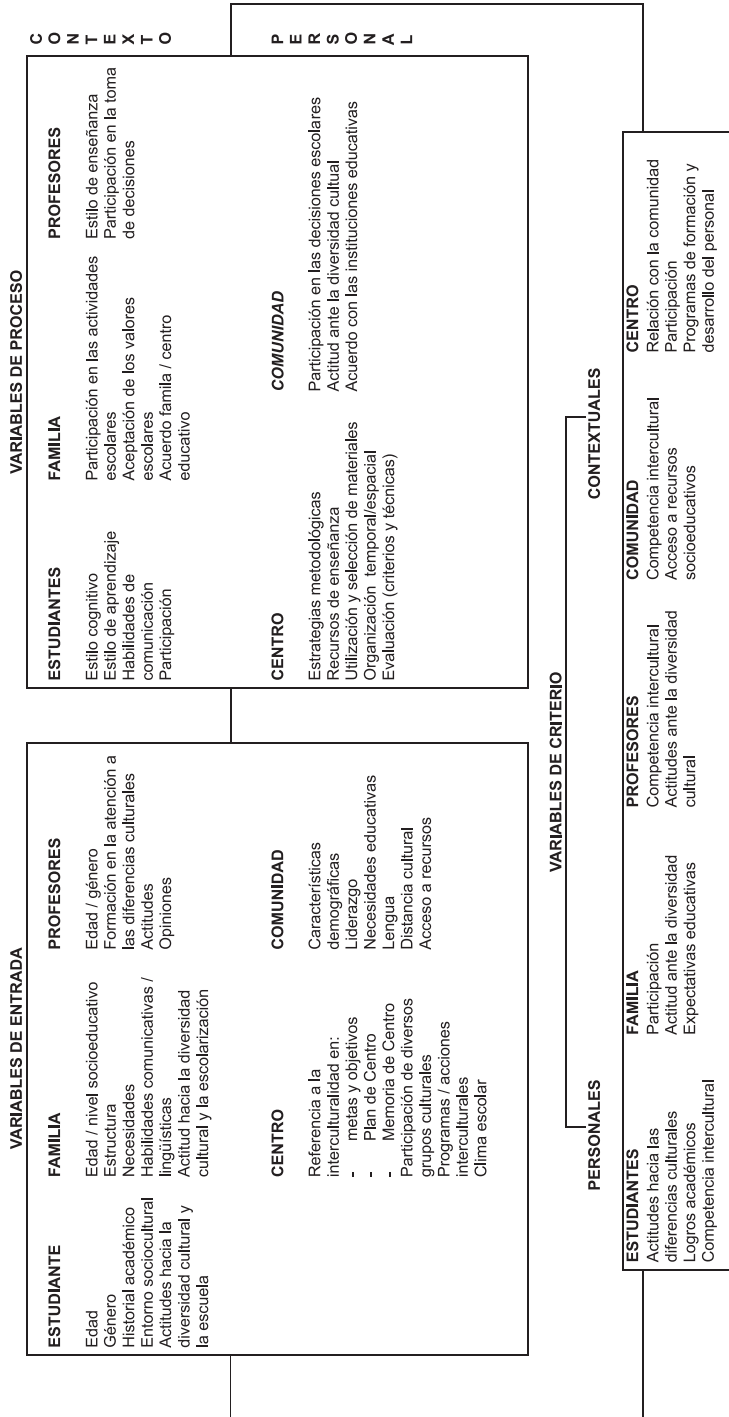 VARIABLES DE ENTRADA
ESTUDIANTE
Edad
Género
Historial académico
Entorno sociocultural
Actitudes hacia la
diversidad cultural y
la escuela
FAMILIA
Edad / nivel socioeducativo
Estructura
Necesidades
Habilidades comunicativas /
lingüísticas
Actitud hacia la diversidad
cultural y la escolarización
PROFESORES
Edad / género
Formación en la atención a
las diferencias culturales
Actitudes
Opiniones
CENTRO
Referencia a la
interculturalidad en:
- metas y objetivos
- Plan de Centro
- Memoria de Centro
Participación de diversos
grupos culturales
Programas / acciones
interculturales
Clima escolar
COMUNIDAD
Características
demográficas
Liderazgo
Necesidades educativas
Lengua
Distancia cultural
Acceso a recursos
VARIABLES DE PROCESO
ESTUDIANTES
Estilo cognitivo
Estilo de aprendizaje
Habilidades de
comunicación
Participación
FAMILIA
Participación en las actividades
escolares
Aceptación de los valores
escolares
Acuerdo famila / centro
educativo
PROFESORES
Estilo de enseñanza
Participación en la toma
de decisiones
CENTRO
Estrategias metodológicas
Recursos de enseñanza
Utilización y selección de materiales
Organización temporal/espacial
Evaluación (criterios y técnicas)
COMUNIDAD
Participación en las decisiones escolares
Actitud ante la diversidad cultual
Acuerdo con las instituciones educativas
C
O
N
T
E
X
T
O
P
E
R
S
O
N
A
L
VARIABLES DE CRITERIO
PERSONALES
CONTEXTUALES
ESTUDIANTES
Actitudes hacia las
diferencias culturales
Logros académicos
Competencia intercultural
FAMILIA
Participación
Actitud ante la diversidad
Expectativas educativas
PROFESORES
Competencia intercultural
Actitudes ante la diversidad
cultural
COMUNIDAD
Competencia intercultural
Acceso a recursos
socioeducativos
CENTRO
Relación con la comunidad
Participación
Programas de formación y
desarrollo del personal